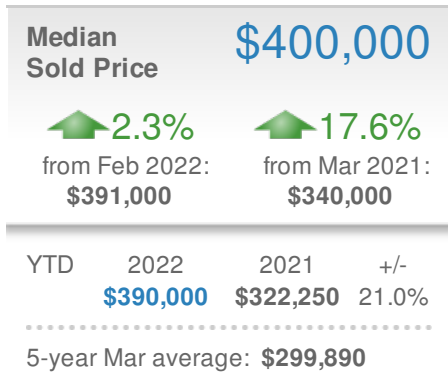 Median $400,000
Sold Price
2.3% 17.6%
from Feb 2022: from Mar 2021:
$391,000 $340,000
YTD 2022 2021 +/-
$390,000 $322,250 21.0%
5-year Mar average: $299,890